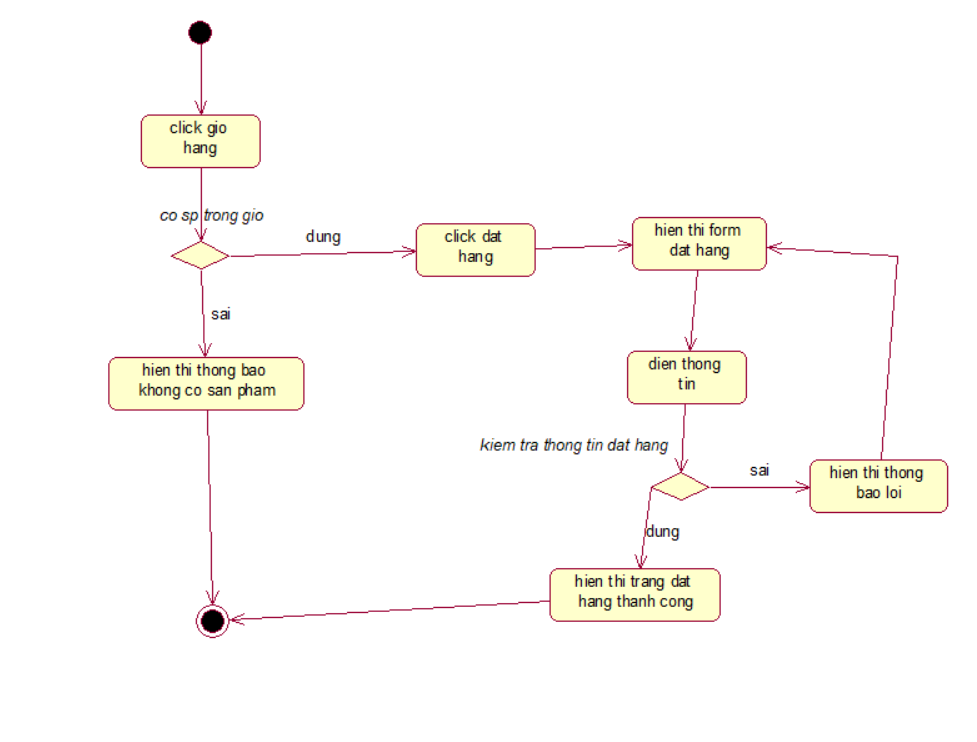 click gio
hang
co sp trong gio
dung
click dat
hang
hien thi form
dat hang
sai
hien thi thong bao
khong co san pham
dien thong
tin
kiem tra thong tin dat hang
sai
hien thi thong
bao loi
dung
hien thi trang dat
hang thanh cong